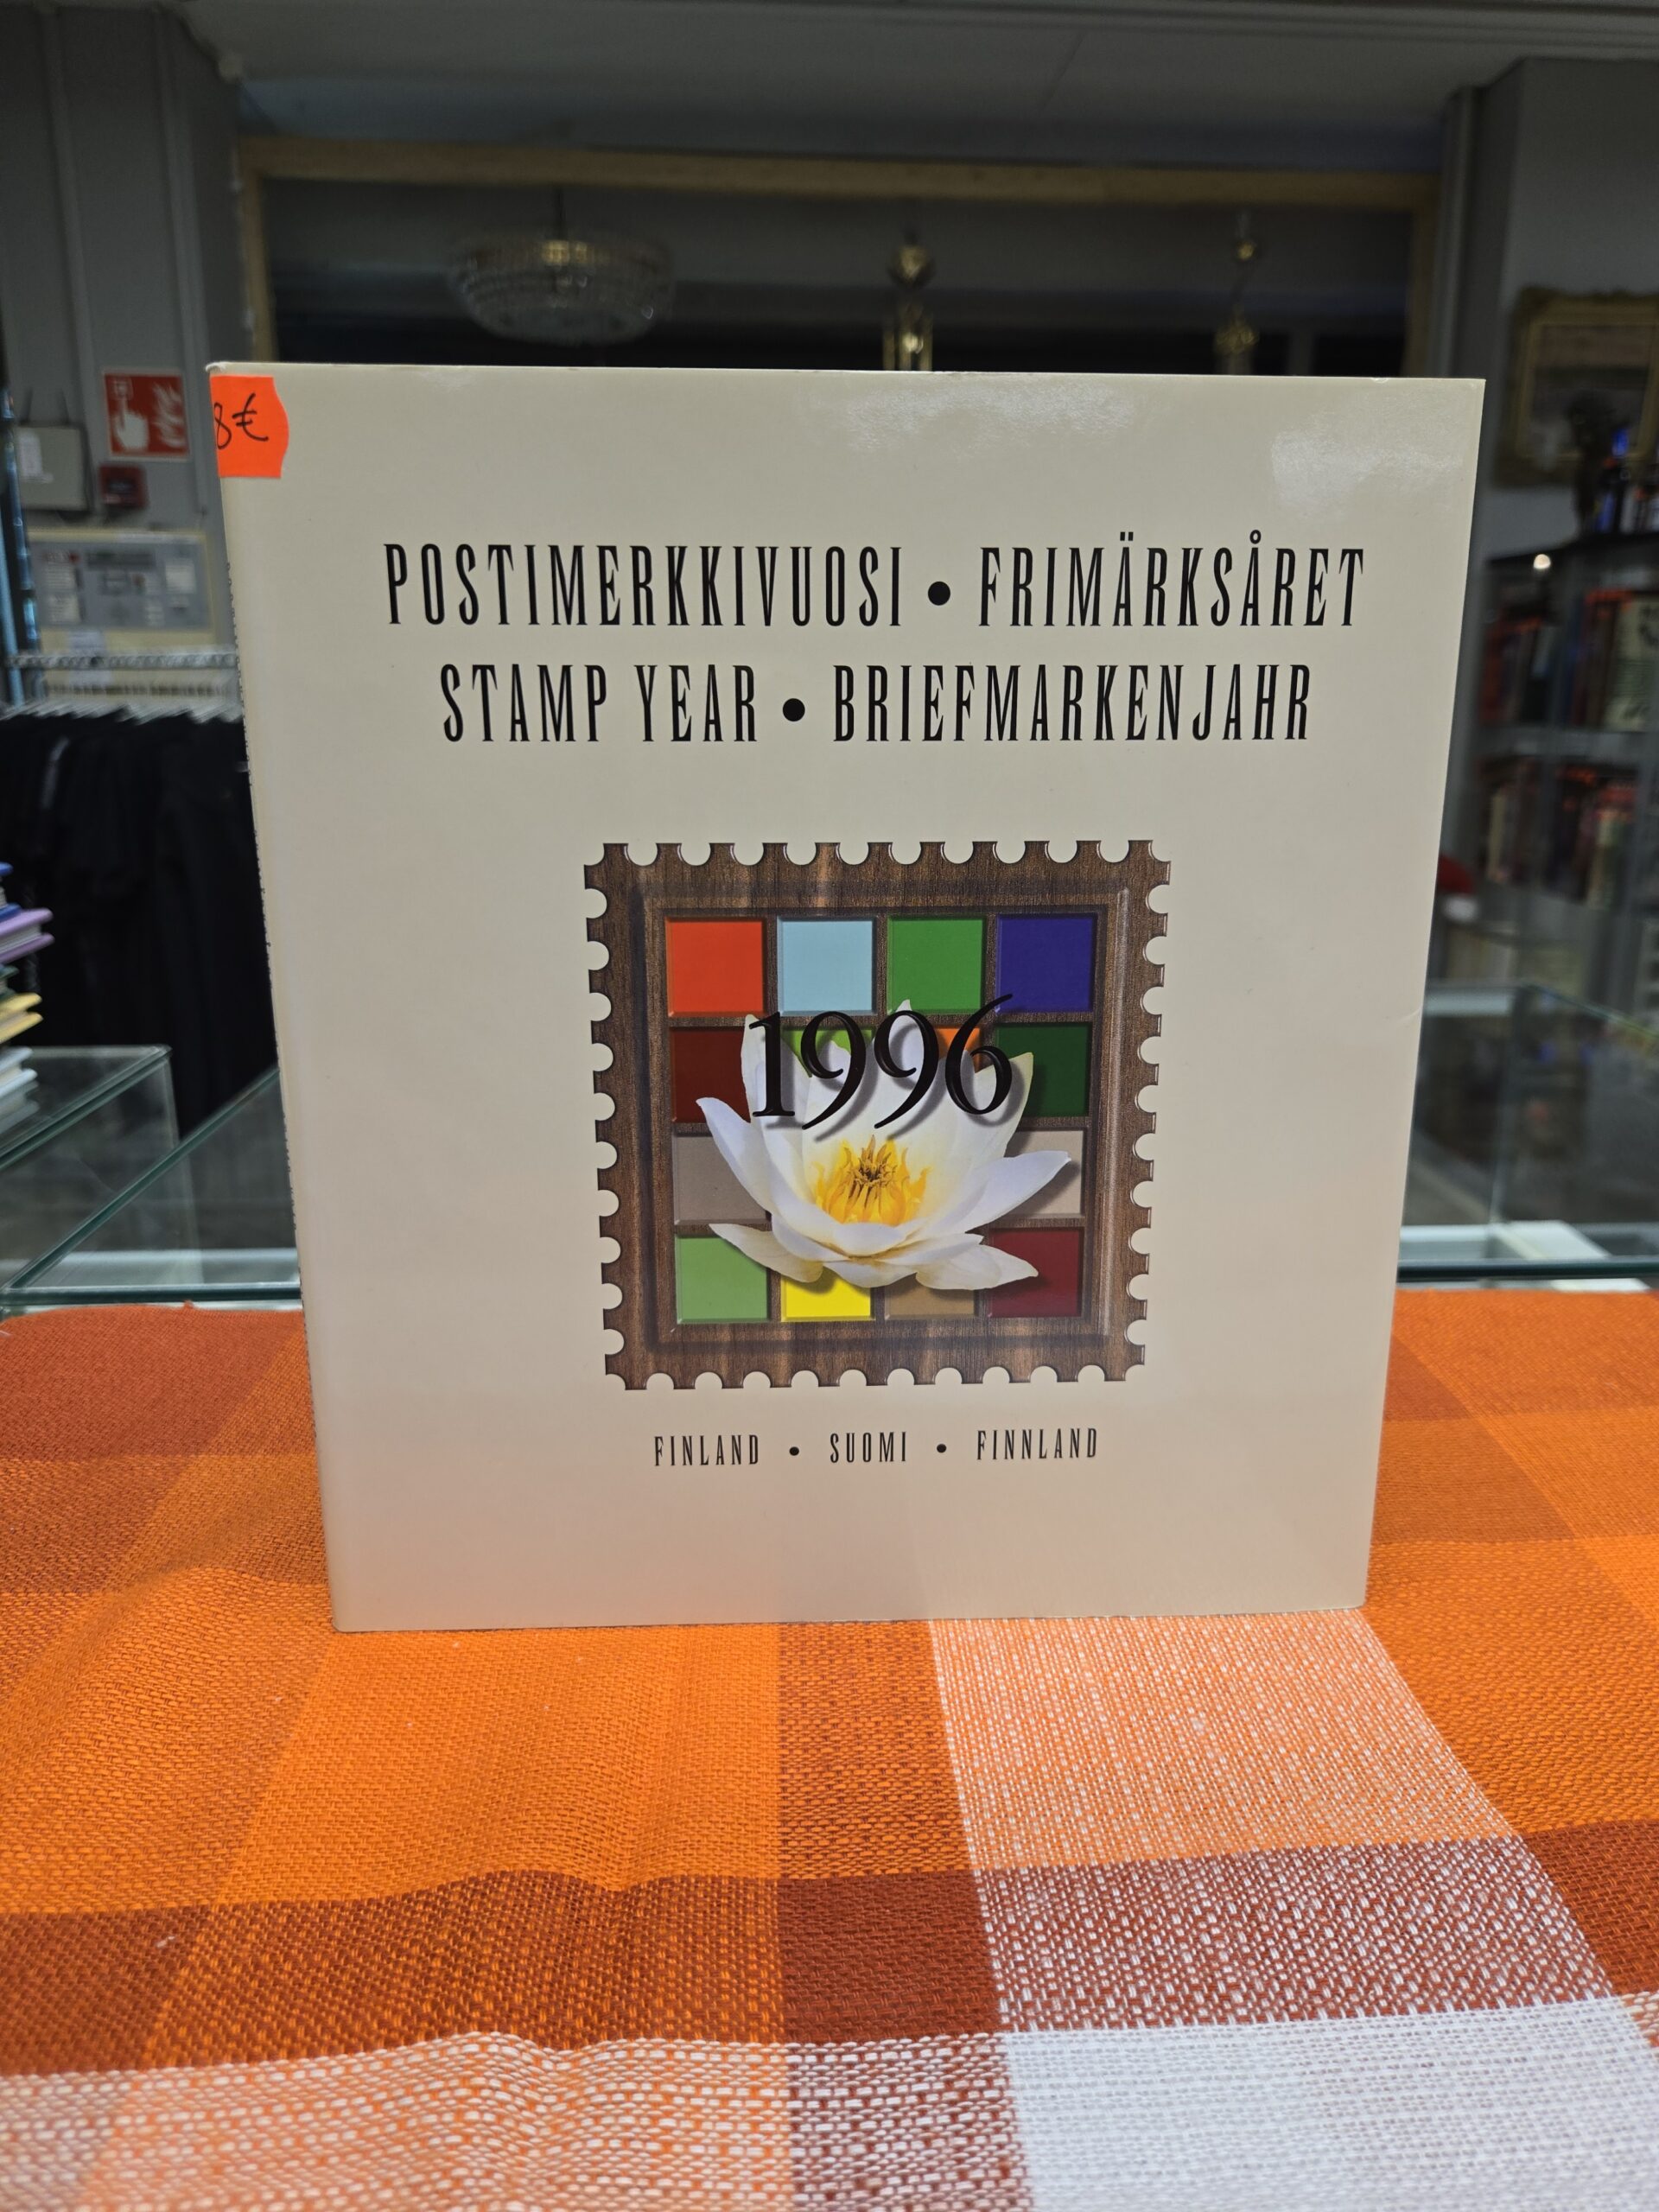 8€
POSTIMERKKIVUOSI • FRIMÄRKSÅRET
STAMP YEAR • BRIEFMARKENJAHR
1996
FINLAND • SUOMI • FINNLAND